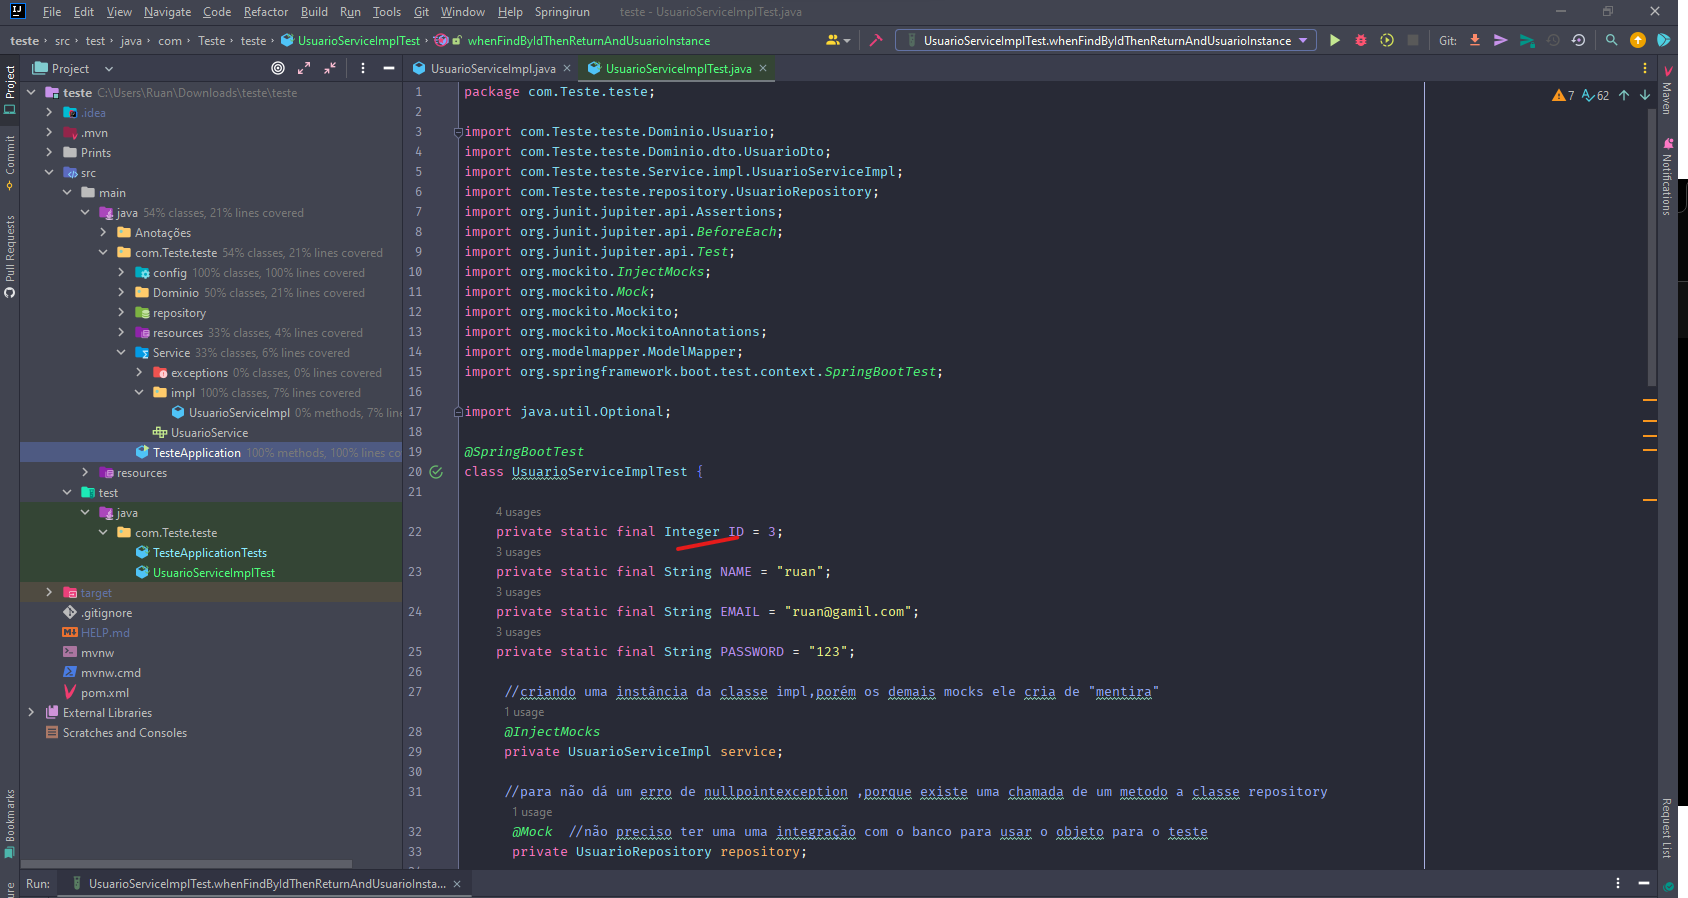 File Edit View Navigate Code Refactor Build Run Tools Git Window Help Springirun teste - UsuarioServiceImplTest.java
teste src test java com Teste teste UsuarioServiceImplTest whenFindByIdThenReturnAndUsuarioInstance UsuarioServiceImplTest.whenFindByIdThenReturnAndUsuarioInstance Git:
Project
UsuarioServiceImpl.java UsuarioServiceImplTest.java
teste C:\Users\Ruan\Downloads\teste\teste
.idea
.mvn
Prints
src
main
java 54% classes, 21% lines covered
Anotações
com.Teste.teste 54% classes, 21% lines covered
config 100% classes, 100% lines covered
Dominio 50% classes, 21% lines covered
repository
resources 33% classes, 4% lines covered
Service 33% classes, 6% lines covered
exceptions 0% classes, 0% lines covered
impl 100% classes, 7% lines covered
UsuarioServiceImpl 0% methods, 7% line
UsuarioService
TesteApplication 100% methods, 100% lines co
resources
test
java
com.Teste.teste
TesteApplicationTests
UsuarioServiceImplTest
target
.gitignore
HELP.md
mvnw
mvnw.cmd
pom.xml
External Libraries
Scratches and Consoles
Project
Commit
Pull Requests
Bookmarks
ure
7 62
1 package com.Teste.teste;
2
3 import com.Teste.teste.Dominio.Usuario;
4 import com.Teste.teste.Dominio.dto.UsuarioDto;
5 import com.Teste.teste.Service.impl.UsuarioServiceImpl;
6 import com.Teste.teste.repository.UsuarioRepository;
7 import org.junit.jupiter.api.Assertions;
8 import org.junit.jupiter.api.BeforeEach;
9 import org.junit.jupiter.api.Test;
10 import org.mockito.InjectMocks;
11 import org.mockito.Mock;
12 import org.mockito.Mockito;
13 import org.mockito.MockitoAnnotations;
14 import org.modelmapper.ModelMapper;
15 import org.springframework.boot.test.context.SpringBootTest;
16
17 import java.util.Optional;
18
19 @SpringBootTest
20 class UsuarioServiceImplTest {
21
4 usages
22 private static final Integer ID = 3;
3 usages
23 private static final String NAME = "ruan";
3 usages
24 private static final String EMAIL = "ruan@gamil.com";
3 usages
25 private static final String PASSWORD = "123";
26
27 //criando uma instância da classe impl,porém os demais mocks ele cria de "mentira"
1 usage
28 @InjectMocks
29 private UsuarioServiceImpl service;
30
31 //para não dá um erro de nullpointexception ,porque existe uma chamada de um metodo a classe repository
1 usage
32 @Mock //não preciso ter uma uma integração com o banco para usar o objeto para o teste
33 private UsuarioRepository repository;
Maven
Notifications
Request List
Run: UsuarioServiceImplTest.whenFindByIdThenReturnAndUsuarioInsta...